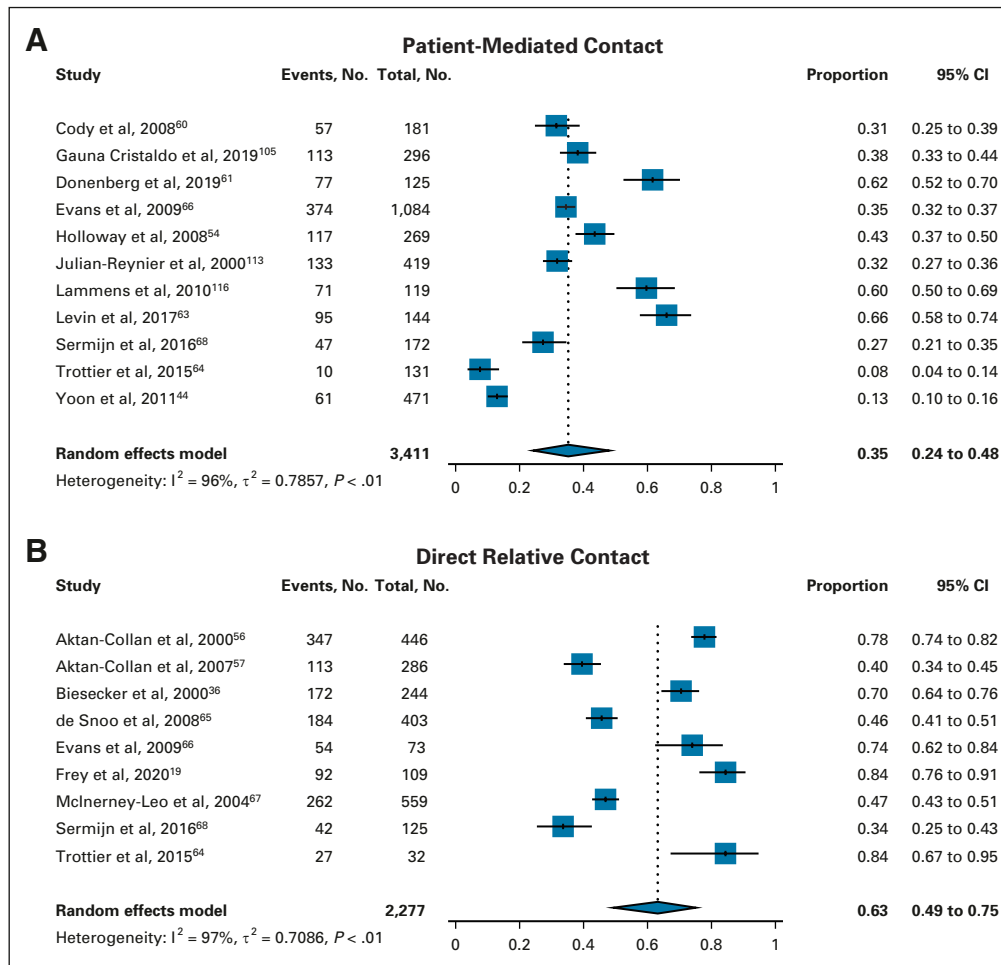 A
Patient-Mediated Contact
Study Events, No. Total, No. Proportion 95% CI
Cody et al, 2008⁶⁰ 57 181 0.31 0.25 to 0.39
Gauna Cristaldo et al, 2019¹⁰⁵ 113 296 0.38 0.33 to 0.44
Donenberg et al, 2019⁶¹ 77 125 0.62 0.52 to 0.70
Evans et al, 2009⁶⁶ 374 1,084 0.35 0.32 to 0.37
Holloway et al, 2008⁵⁴ 117 269 0.43 0.37 to 0.50
Julian-Reynier et al, 2000¹¹³ 133 419 0.32 0.27 to 0.36
Lammens et al, 2010¹¹⁶ 71 119 0.60 0.50 to 0.69
Levin et al, 2017⁶³ 95 144 0.66 0.58 to 0.74
Sermijn et al, 2016⁶⁸ 47 172 0.27 0.21 to 0.35
Trottier et al, 2015⁶⁴ 10 131 0.08 0.04 to 0.14
Yoon et al, 2011⁴⁴ 61 471 0.13 0.10 to 0.16
Random effects model 3,411 0.35 0.24 to 0.48
Heterogeneity: I² = 96%, τ² = 0.7857, P < .01
0 0.2 0.4 0.6 0.8 1
B
Direct Relative Contact
Study Events, No. Total, No. Proportion 95% CI
Aktan-Collan et al, 2000⁵⁶ 347 446 0.78 0.74 to 0.82
Aktan-Collan et al, 2007⁵⁷ 113 286 0.40 0.34 to 0.45
Biesecker et al, 2000³⁶ 172 244 0.70 0.64 to 0.76
de Snoo et al, 2008⁶⁵ 184 403 0.46 0.41 to 0.51
Evans et al, 2009⁶⁶ 54 73 0.74 0.62 to 0.84
Frey et al, 2020¹⁹ 92 109 0.84 0.76 to 0.91
McInerney-Leo et al, 2004⁶⁷ 262 559 0.47 0.43 to 0.51
Sermijn et al, 2016⁶⁸ 42 125 0.34 0.25 to 0.43
Trottier et al, 2015⁶⁴ 27 32 0.84 0.67 to 0.95
Random effects model 2,277 0.63 0.49 to 0.75
Heterogeneity: I² = 97%, τ² = 0.7086, P < .01
0 0.2 0.4 0.6 0.8 1